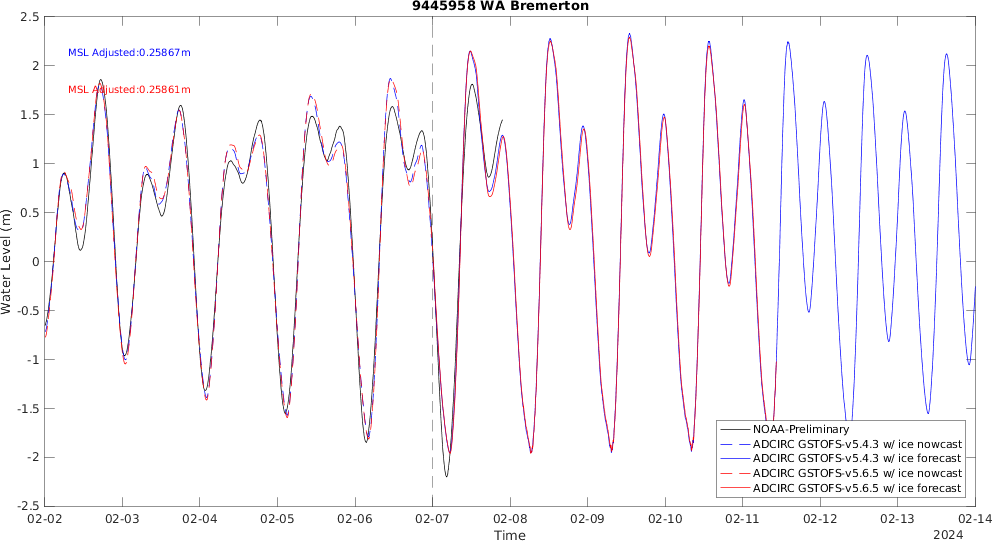 9445958 WA Bremerton
2.5
2
1.5
1
0.5
0
-0.5
-1
-1.5
-2
-2.5
Water Level (m)
MSL Adjusted:0.25867m
MSL Adjusted:0.25861m
NOAA-Preliminary
ADCIRC GSTOFS-v5.4.3 w/ ice nowcast
ADCIRC GSTOFS-v5.4.3 w/ ice forecast
ADCIRC GSTOFS-v5.6.5 w/ ice nowcast
ADCIRC GSTOFS-v5.6.5 w/ ice forecast
02-02 02-03 02-04 02-05 02-06 02-07 02-08 02-09 02-10 02-11 02-12 02-13 02-14
Time
2024